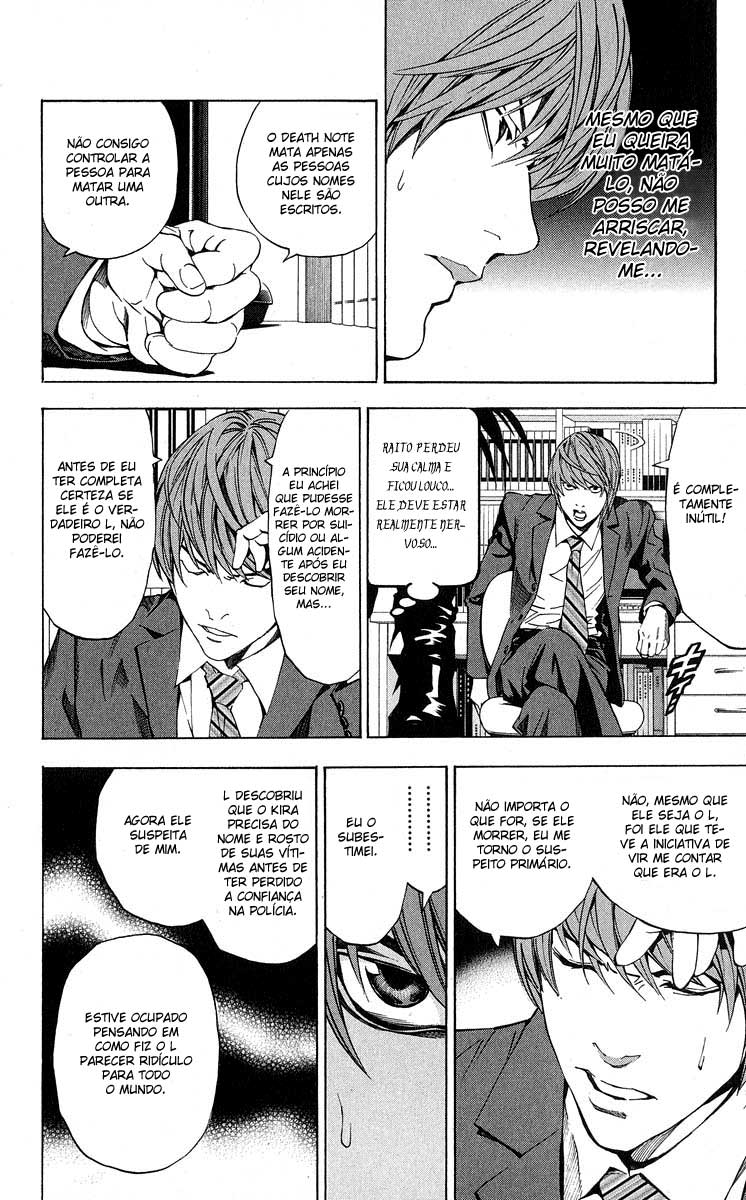 MESMO QUE
EU QUEIRA
MUITO MATÁ-
LO, NÃO
POSSO ME
ARRISCAR,
REVELANDO-
ME...
O DEATH NOTE
MATA APENAS
AS PESSOAS
CUJOS NOMES
NELE SÃO
ESCRITOS.
NÃO CONSIGO
CONTROLAR A
PESSOA PARA
MATAR UMA
OUTRA.
É COMPLE-
TAMENTE
INÚTIL!
RAITO PERDEU
SUA CALMA E
FICOU LOUCO...
ELE DEVE ESTAR
REALMENTE NER-
VOSO...
A PRINCÍPIO
EU ACHEI
QUE PUDESSE
FAZÊ-LO MOR-
RER POR SUI-
CÍDIO OU AL-
GUM ACIDEN-
TE APÓS EU
DESCOBRIR
SEU NOME,
MAS...
ANTES DE EU
TER COMPLETA
CERTEZA SE
ELE É O VER-
DADEIRO L, NÃO
PODEREI
FAZÊ-LO.
NÃO, MESMO QUE
ELE SEJA O L,
FOI ELE QUE TE-
VE A INICIATIVA DE
VIR ME CONTAR
QUE ERA O L.
NÃO IMPORTA O
QUE FOR, SE ELE
MORRER, EU ME
TORNO O SUS-
PEITO PRIMÁRIO.
EU O
SUBES-
TIMEI.
L DESCOBRIU
QUE O KIRA
PRECISA DO
NOME E ROSTO
DE SUAS VÍTI-
MAS ANTES DE
TER PERDIDO
A CONFIANÇA
NA POLÍCIA.
AGORA ELE
SUSPEITA
DE MIM.
ESTIVE OCUPADO
PENSANDO EM
COMO FIZ O L
PARECER RIDÍCULO
PARA TODO
O MUNDO.